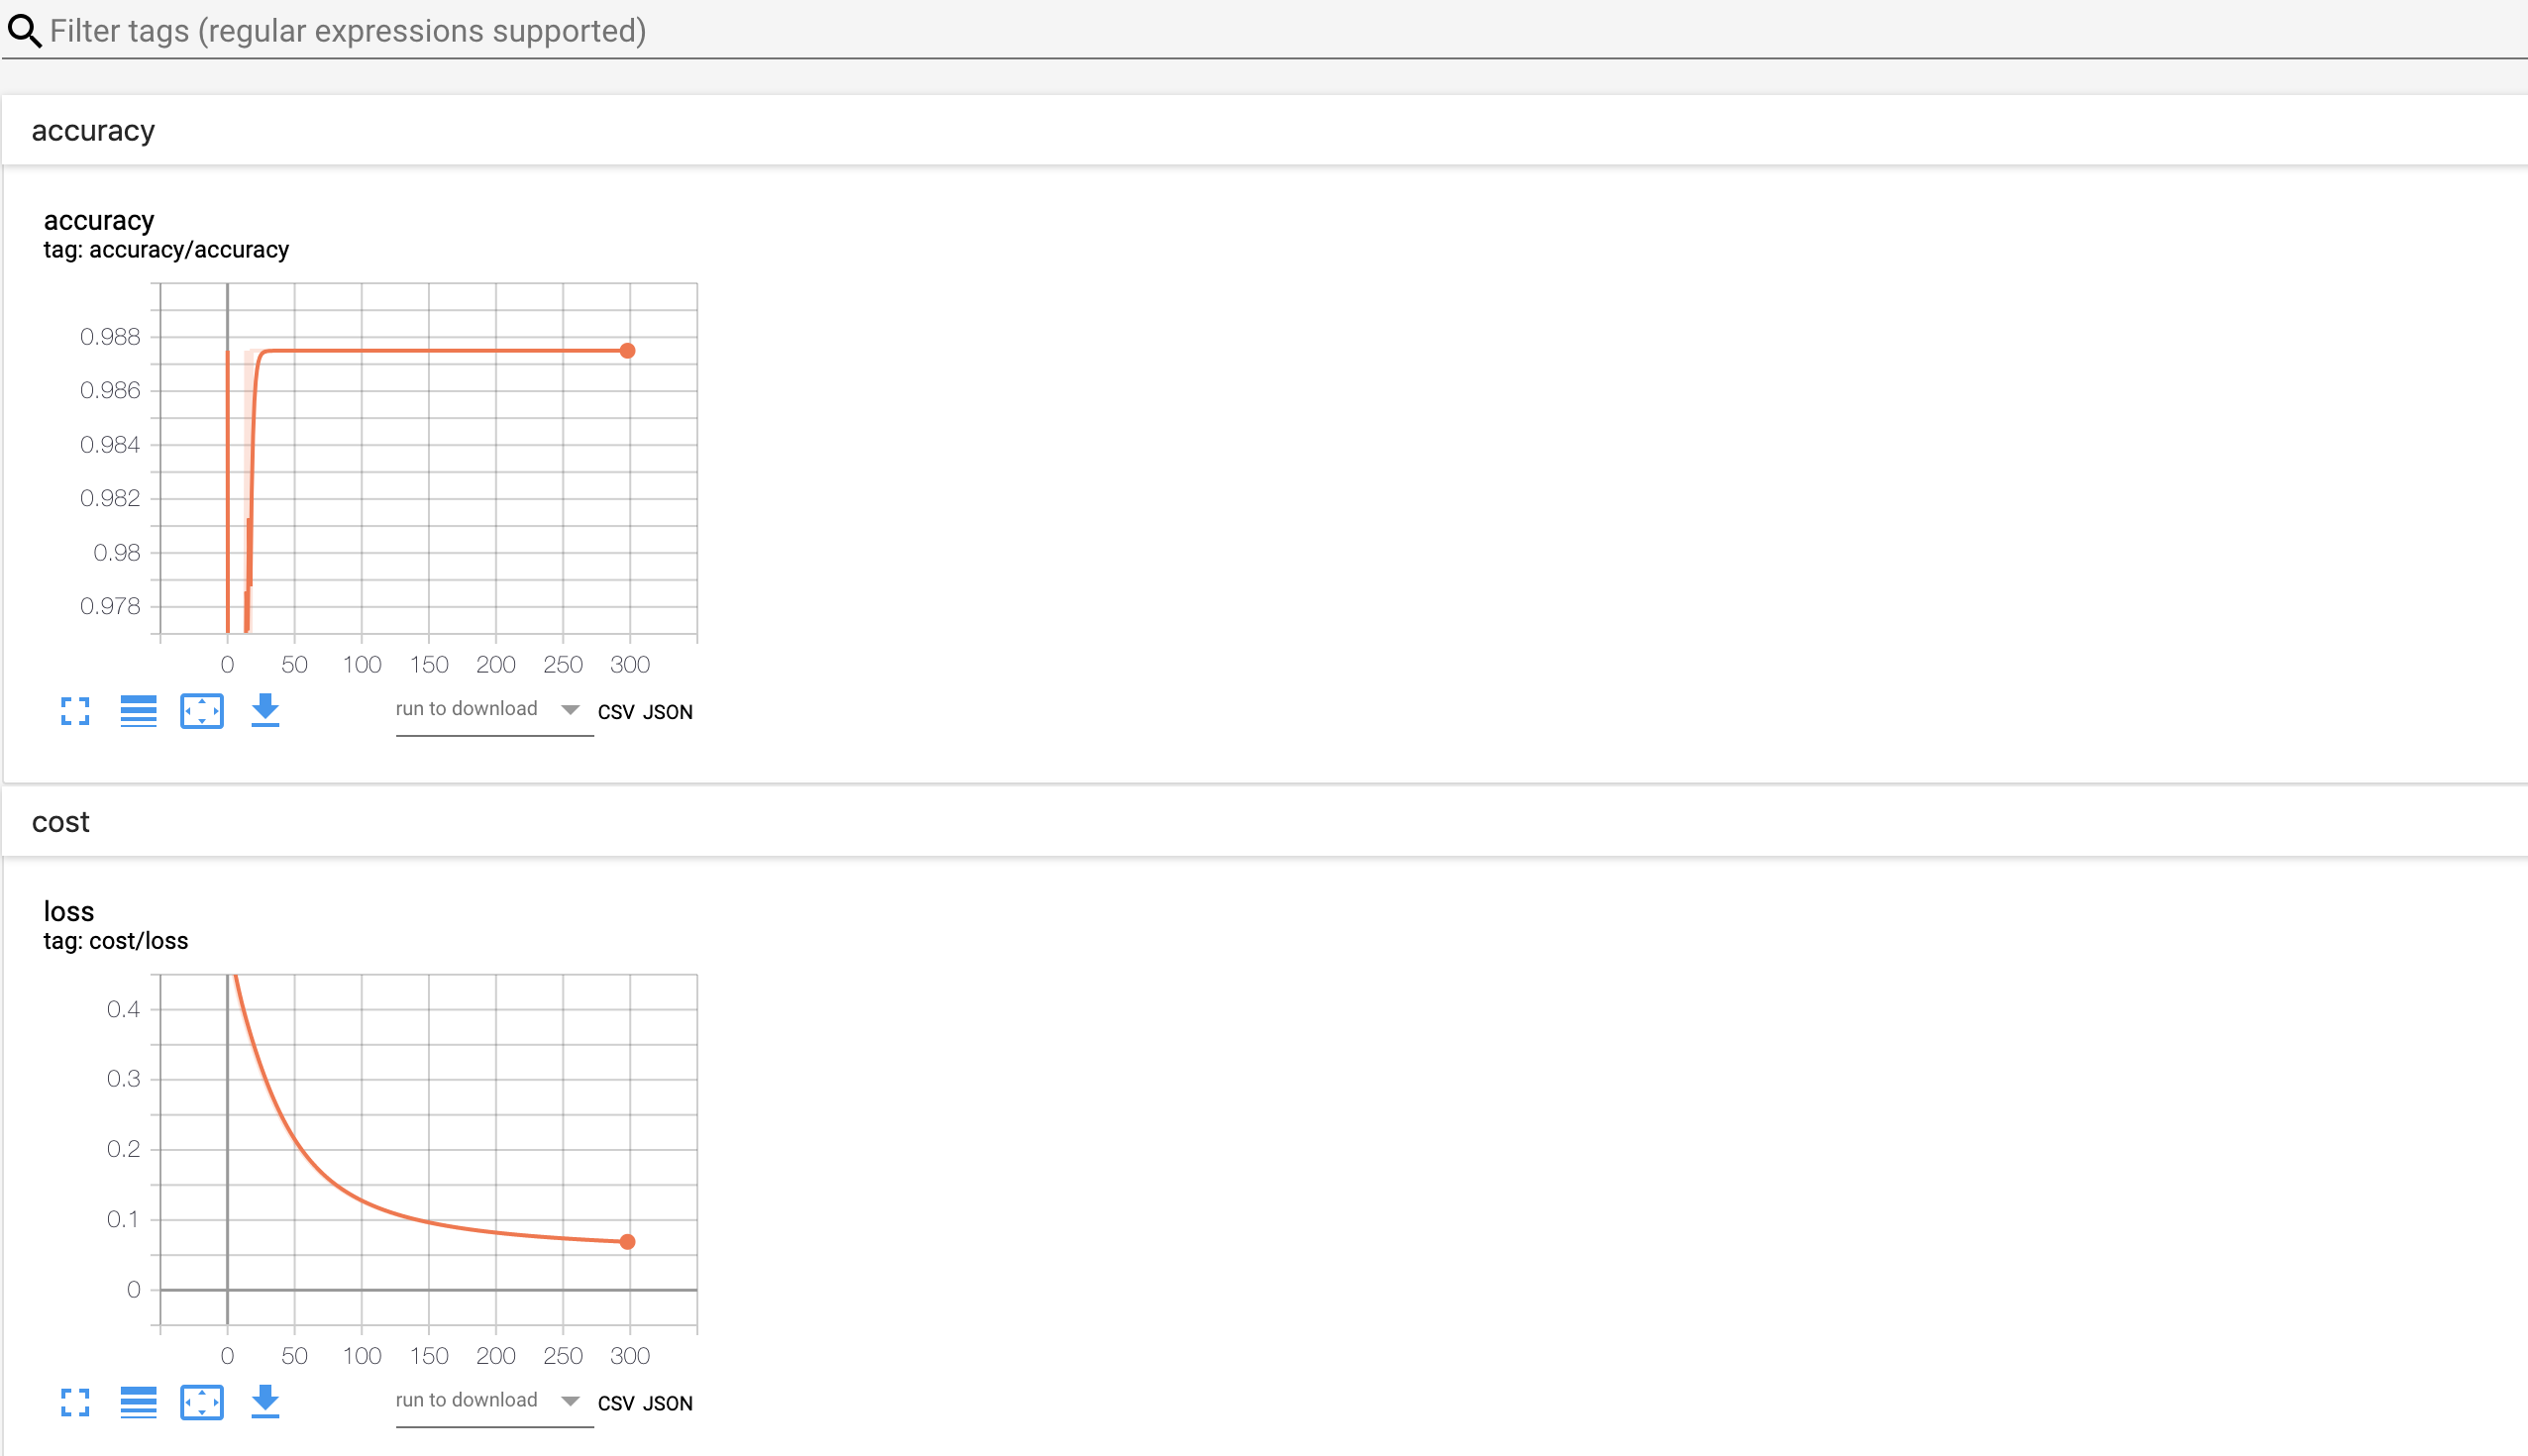 Filter tags (regular expressions supported)
accuracy
accuracy
tag: accuracy/accuracy
0.988
0.986
0.984
0.982
0.98
0.978
0 50 100 150 200 250 300
run to download CSV JSON
cost
loss
tag: cost/loss
0.4
0.3
0.2
0.1
0
0 50 100 150 200 250 300
run to download CSV JSON